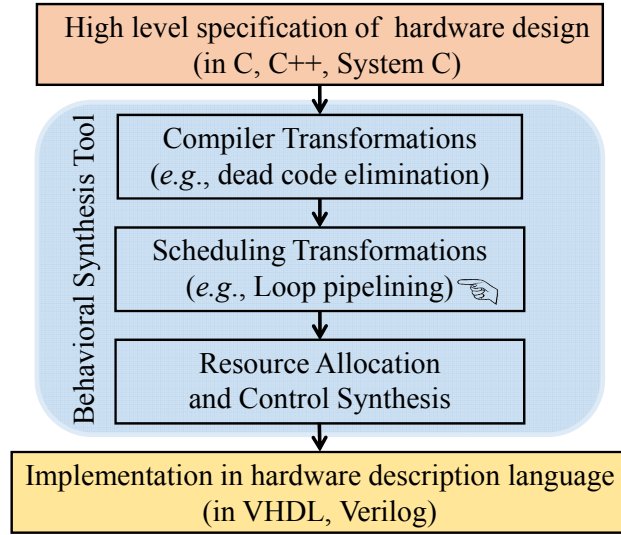 High level specification of hardware design
(in C, C++, System C)
Behavioral Synthesis Tool
Compiler Transformations
(e.g., dead code elimination)
Scheduling Transformations
(e.g., Loop pipelining)
Resource Allocation
and Control Synthesis
Implementation in hardware description language
(in VHDL, Verilog)